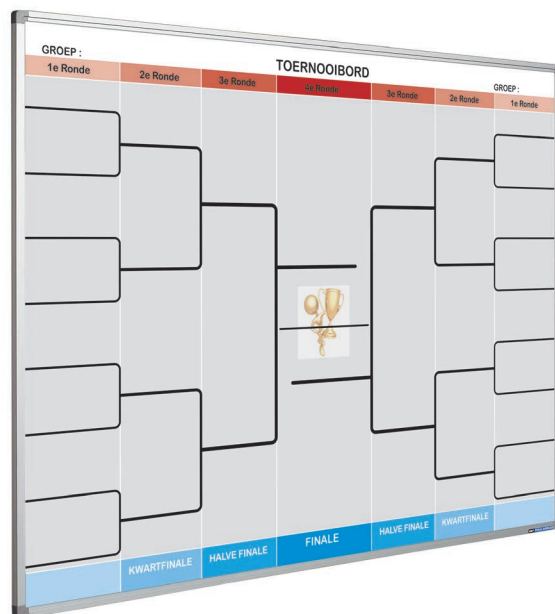 TOERNOOIBORD
GROEP :
GROEP :
1e Ronde
2e Ronde
3e Ronde
4e Ronde
3e Ronde
2e Ronde
1e Ronde
KWARTFINALE
HALVE FINALE
FINALE
HALVE FINALE
KWARTFINALE